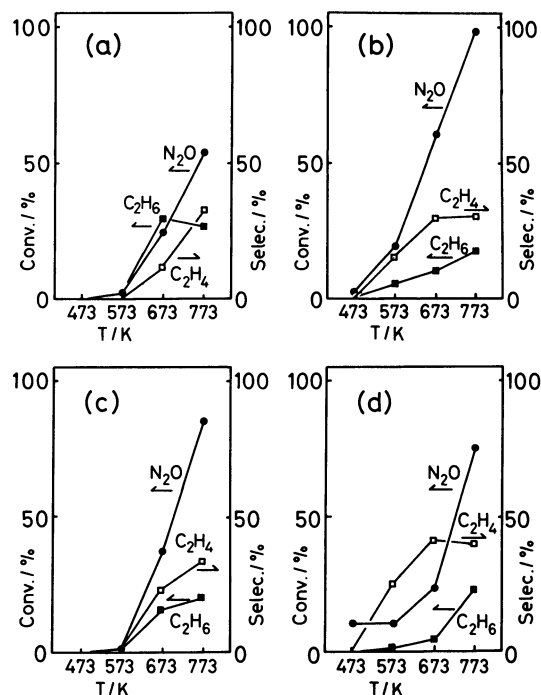 100
(a)
50
0
Conv. / %
N2O
C2H6
C2H4
100
50
0
Selec. / %
473 573 673 773
T / K
100
(b)
50
0
Conv. / %
N2O
C2H4
C2H6
100
50
0
Selec. / %
473 573 673 773
T / K
100
(c)
50
0
Conv. / %
N2O
C2H4
C2H6
100
50
0
Selec. / %
473 573 673 773
T / K
100
(d)
50
0
Conv. / %
N2O
C2H4
C2H6
100
50
0
Selec. / %
473 573 673 773
T / K